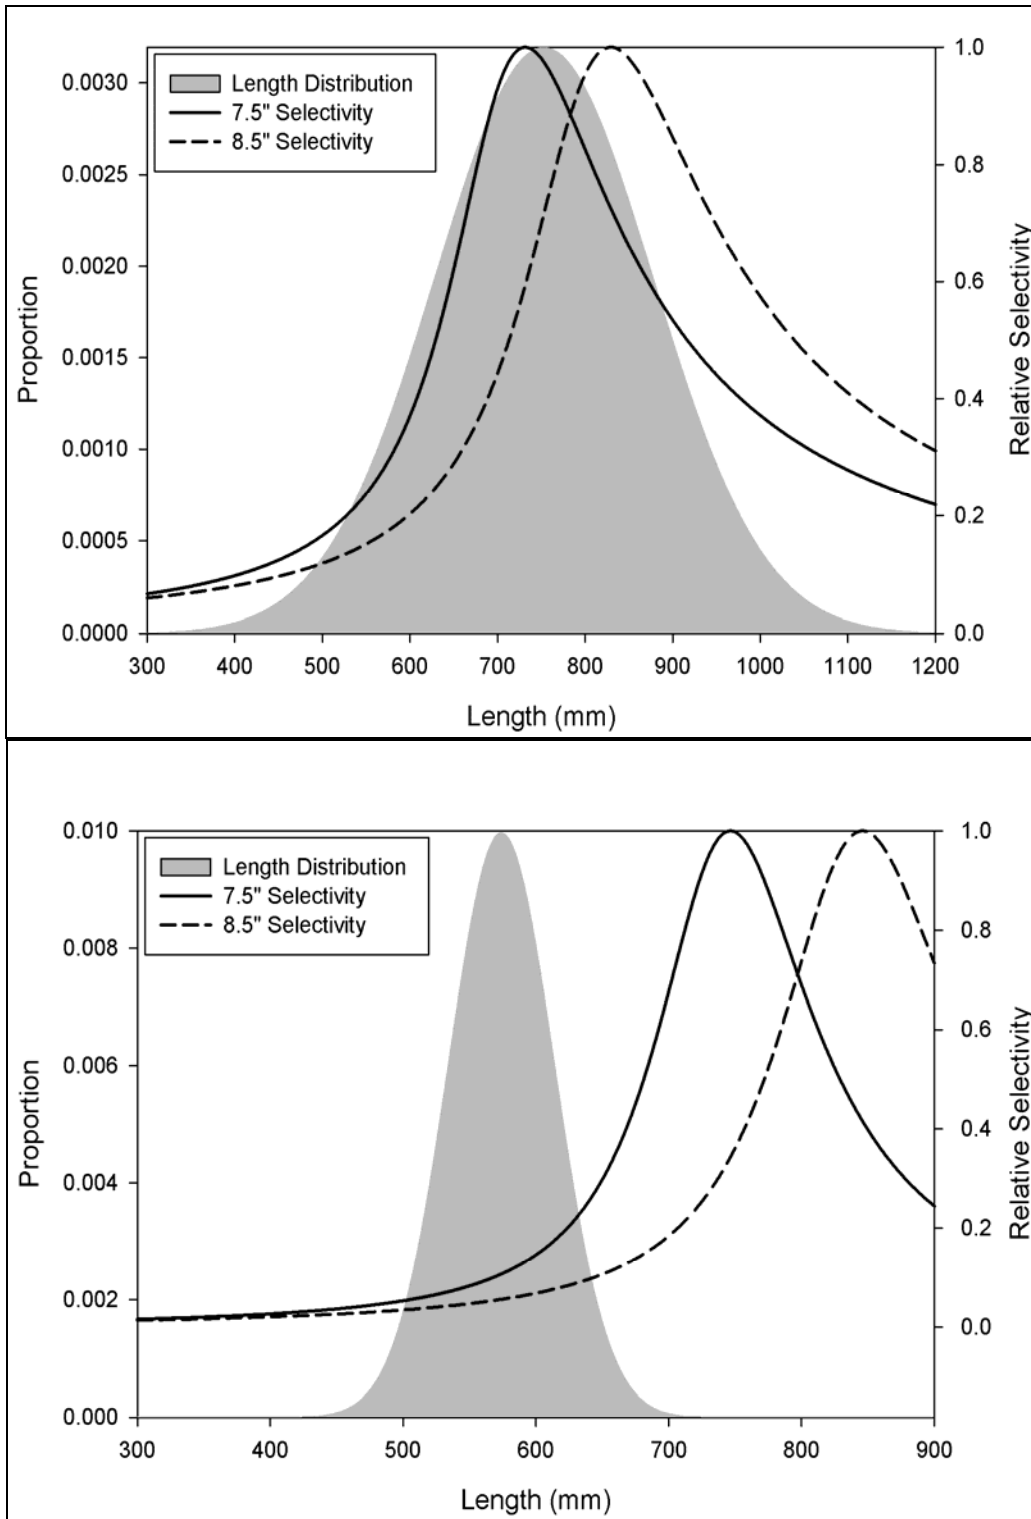 Length Distribution
7.5" Selectivity
8.5" Selectivity
0.0030
0.0025
0.0020
0.0015
0.0010
0.0005
0.0000
Proportion
1.0
0.8
0.6
0.4
0.2
0.0
Relative Selectivity
300 400 500 600 700 800 900 1000 1100 1200
Length (mm)
Length Distribution
7.5" Selectivity
8.5" Selectivity
0.010
0.008
0.006
0.004
0.002
0.000
Proportion
1.0
0.8
0.6
0.4
0.2
0.0
Relative Selectivity
300 400 500 600 700 800 900
Length (mm)